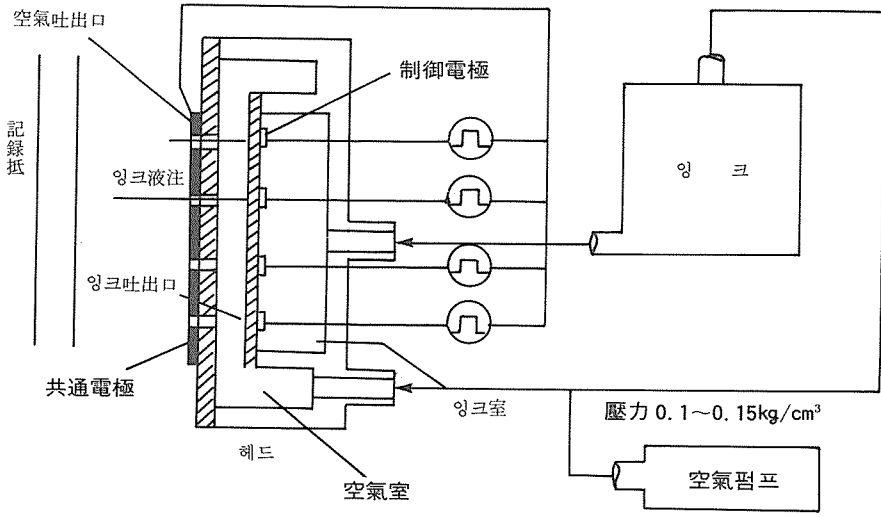 空氣吐出口
制御電極
記録抵
잉크液注
잉 크
잉크吐出口
共通電極
잉크室
壓力 0.1~0.15kg/cm³
헤드
空氣室
空氣펌프